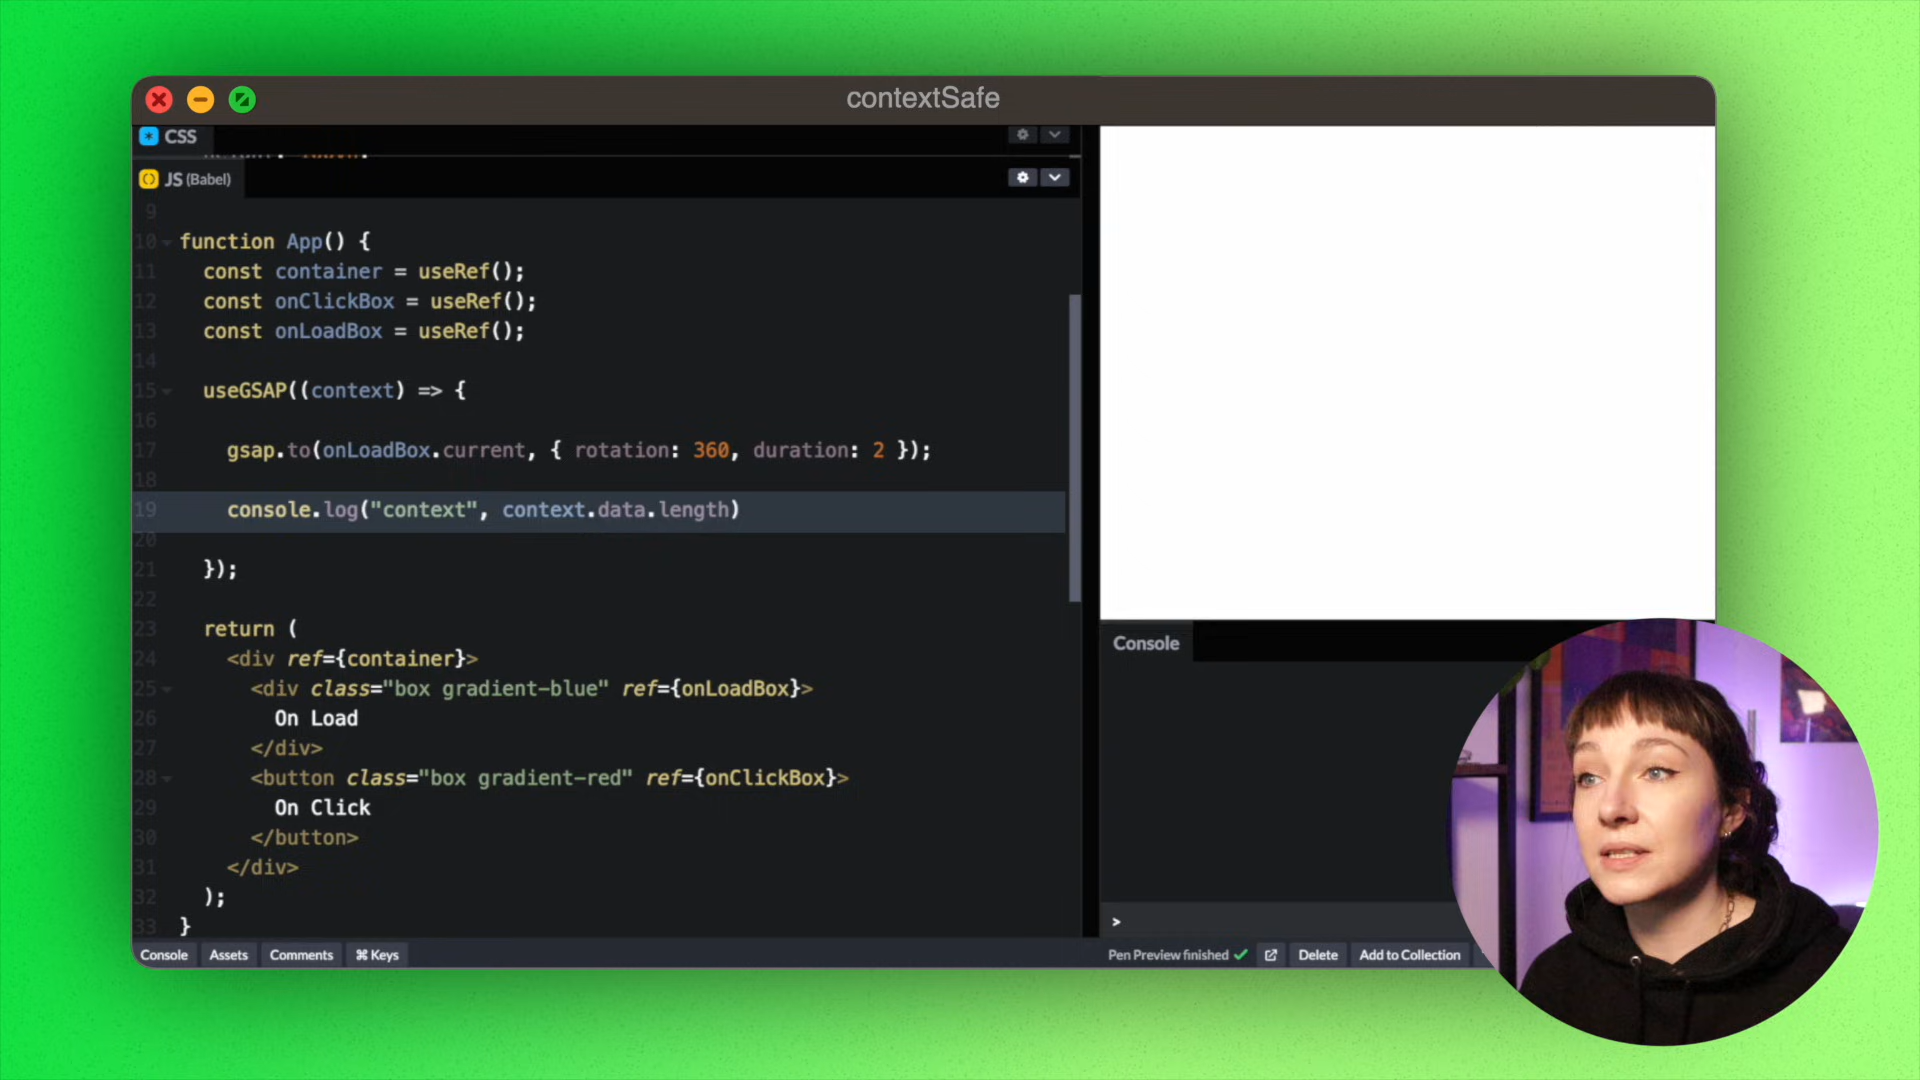 contextSafe
CSS
JS (Babel)
9
10 function App() {
11 const container = useRef();
12 const onClickBox = useRef();
13 const onLoadBox = useRef();
14
15 useGSAP((context) => {
16
17 gsap.to(onLoadBox.current, { rotation: 360, duration: 2 });
18
19 console.log("context", context.data.length)
20
21 });
22
23 return (
24 <div ref={container}>
25 <div class="box gradient-blue" ref={onLoadBox}>
26 On Load
27 </div>
28 <button class="box gradient-red" ref={onClickBox}>
29 On Click
30 </button>
31 </div>
32 );
33 }
Console
>
Console Assets Comments ⌘ Keys
Pen Preview finished ✓ Delete Add to Collection